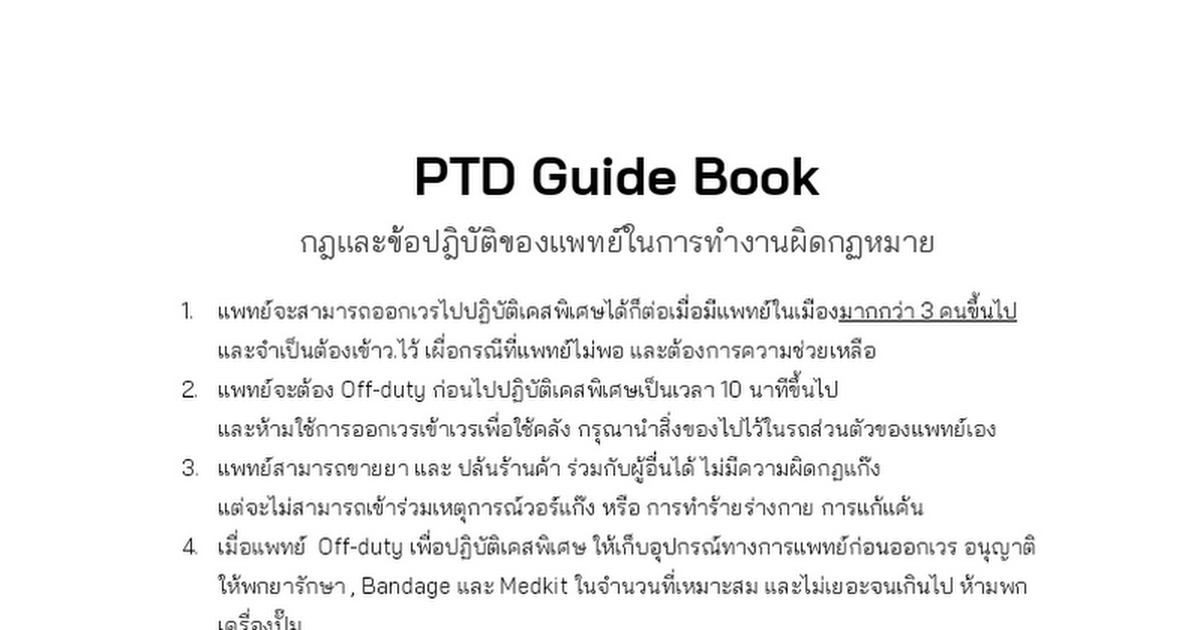 PTD Guide Book
กฎและข้อปฎิบัติของแพทย์ในการทำงานผิดกฏหมาย
1. แพทย์จะสามารถออกเวรไปปฏิบัติเคสพิเศษได้ก็ต่อเมื่อมีแพทย์ในเมืองมากกว่า 3 คนขึ้นไป
และจำเป็นต้องเข้าว.ไว้ เผื่อกรณีที่แพทย์ไม่พอ และต้องการความช่วยเหลือ
2. แพทย์จะต้อง Off-duty ก่อนไปปฏิบัติเคสพิเศษเป็นเวลา 10 นาทีขึ้นไป
และห้ามใช้การออกเวรเข้าเวรเพื่อใช้คลัง กรุณานำสิ่งของไปไว้ในรถส่วนตัวของแพทย์เอง
3. แพทย์สามารถขายยา และ ปล้นร้านค้า ร่วมกับผู้อื่นได้ ไม่มีความผิดกฏแก๊ง
แต่จะไม่สามารถเข้าร่วมเหตุการณ์วอร์แก๊ง หรือ การทำร้ายร่างกาย การแก้แค้น
4. เมื่อแพทย์ Off-duty เพื่อปฏิบัติเคสพิเศษ ให้เก็บอุปกรณ์ทางการแพทย์ก่อนออกเวร อนุญาติ
ให้พกยารักษา , Bandage และ Medkit ในจำนวนที่เหมาะสม และไม่เยอะจนเกินไป ห้ามพก
เครื่องปั๊ม